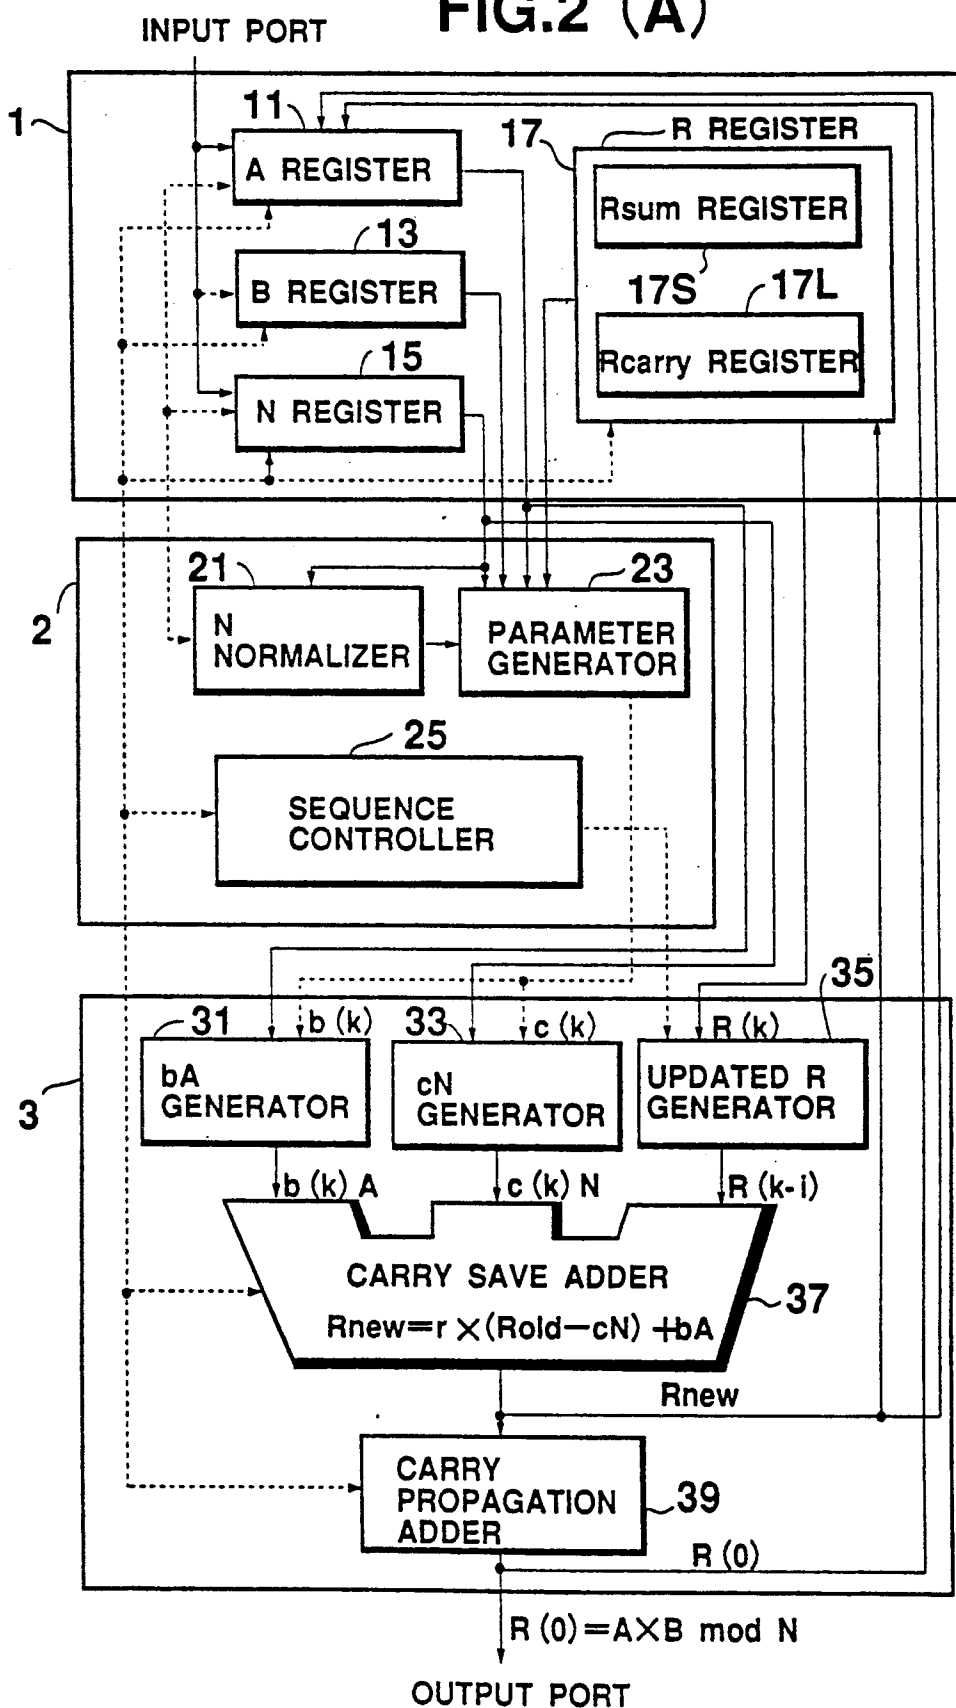 FIG.2 (A)
INPUT PORT
1
11
A REGISTER
17
R REGISTER
Rsum REGISTER
17S
13
B REGISTER
17L
Rcarry REGISTER
15
N REGISTER
2
21
N
NORMALIZER
23
PARAMETER
GENERATOR
25
SEQUENCE
CONTROLLER
3
31
b (k)
33
c (k)
R (k)
35
bA
GENERATOR
cN
GENERATOR
UPDATED R
GENERATOR
b (k) A
c (k) N
R (k-i)
CARRY SAVE ADDER
Rnew=r×(Rold-cN)+bA
37
Rnew
CARRY
PROPAGATION
ADDER
39
R (0)
R (0)=A×B mod N
OUTPUT PORT